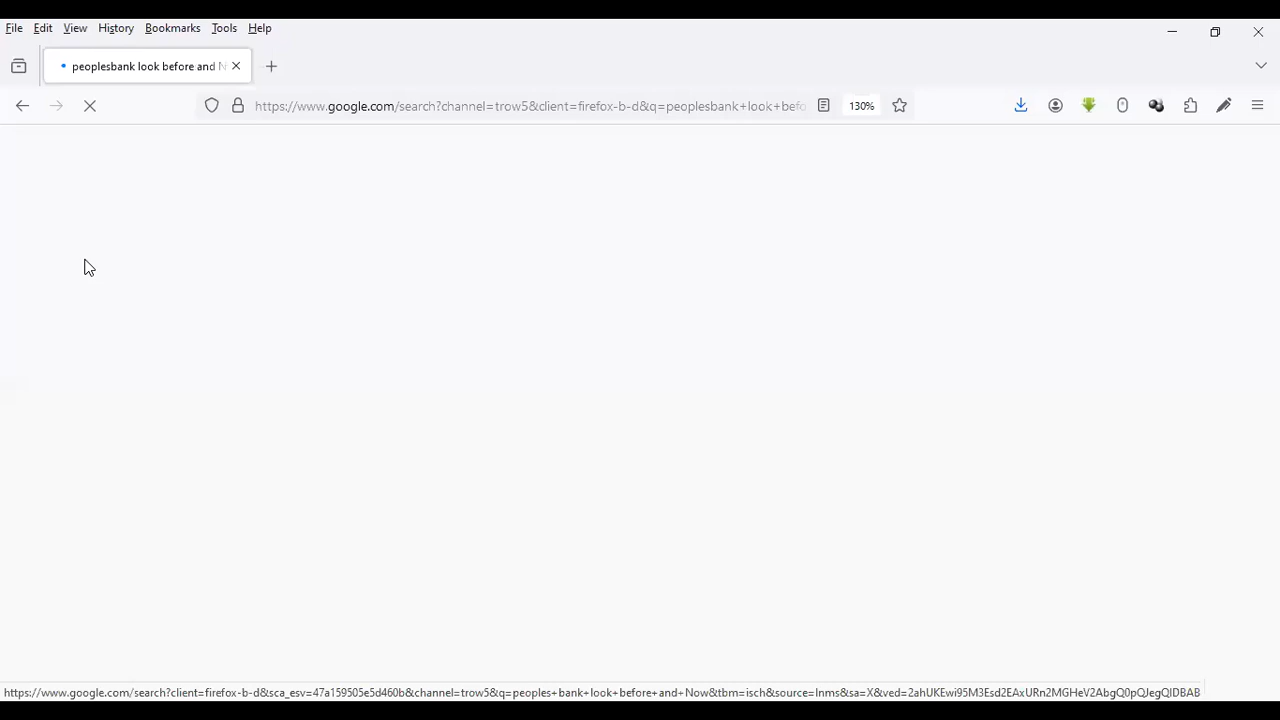 File Edit View History Bookmarks Tools Help
peoplesbank look before and N
https://www.google.com/search?channel=trow5&client=firefox-b-d&q=peoplesbank+look+befo
130%
https://www.google.com/search?client=firefox-b-d&sca_esv=47a159505e5d460b&channel=trow5&q=peoples+bank+look+before+and+Now&tbm=isch&source=lnms&sa=X&ved=2ahUKEwi95M3Esd2EAxURn2MGHeV2AbgQ0pQJegQIDBAB